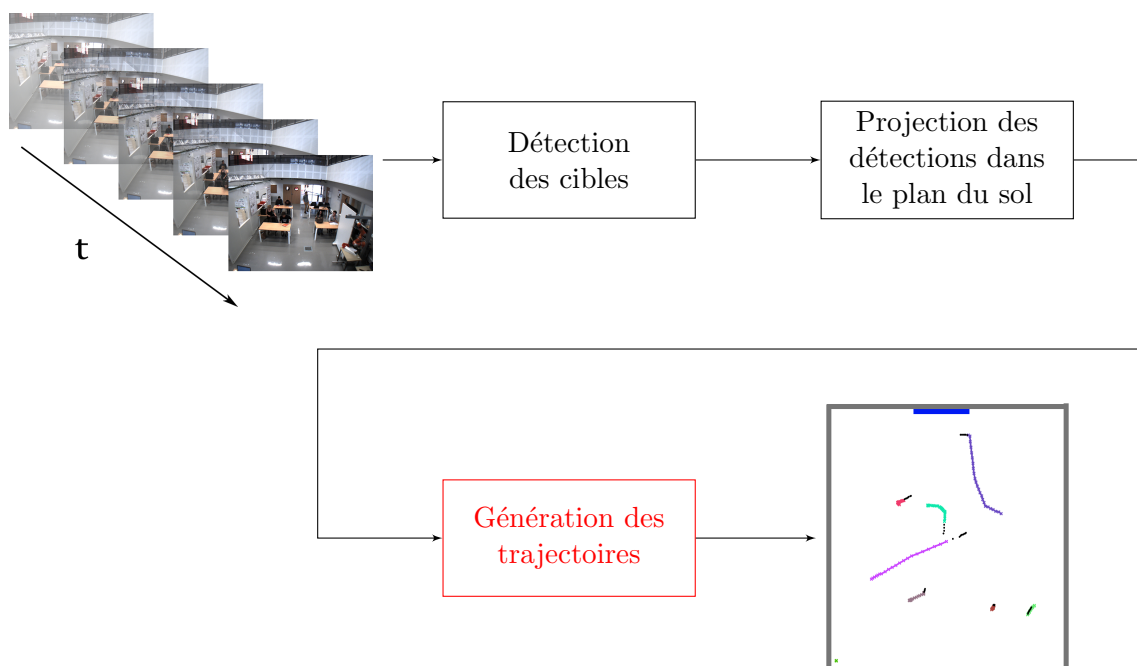 Détection
des cibles
Projection des
détections dans
le plan du sol
t
Génération des
trajectoires